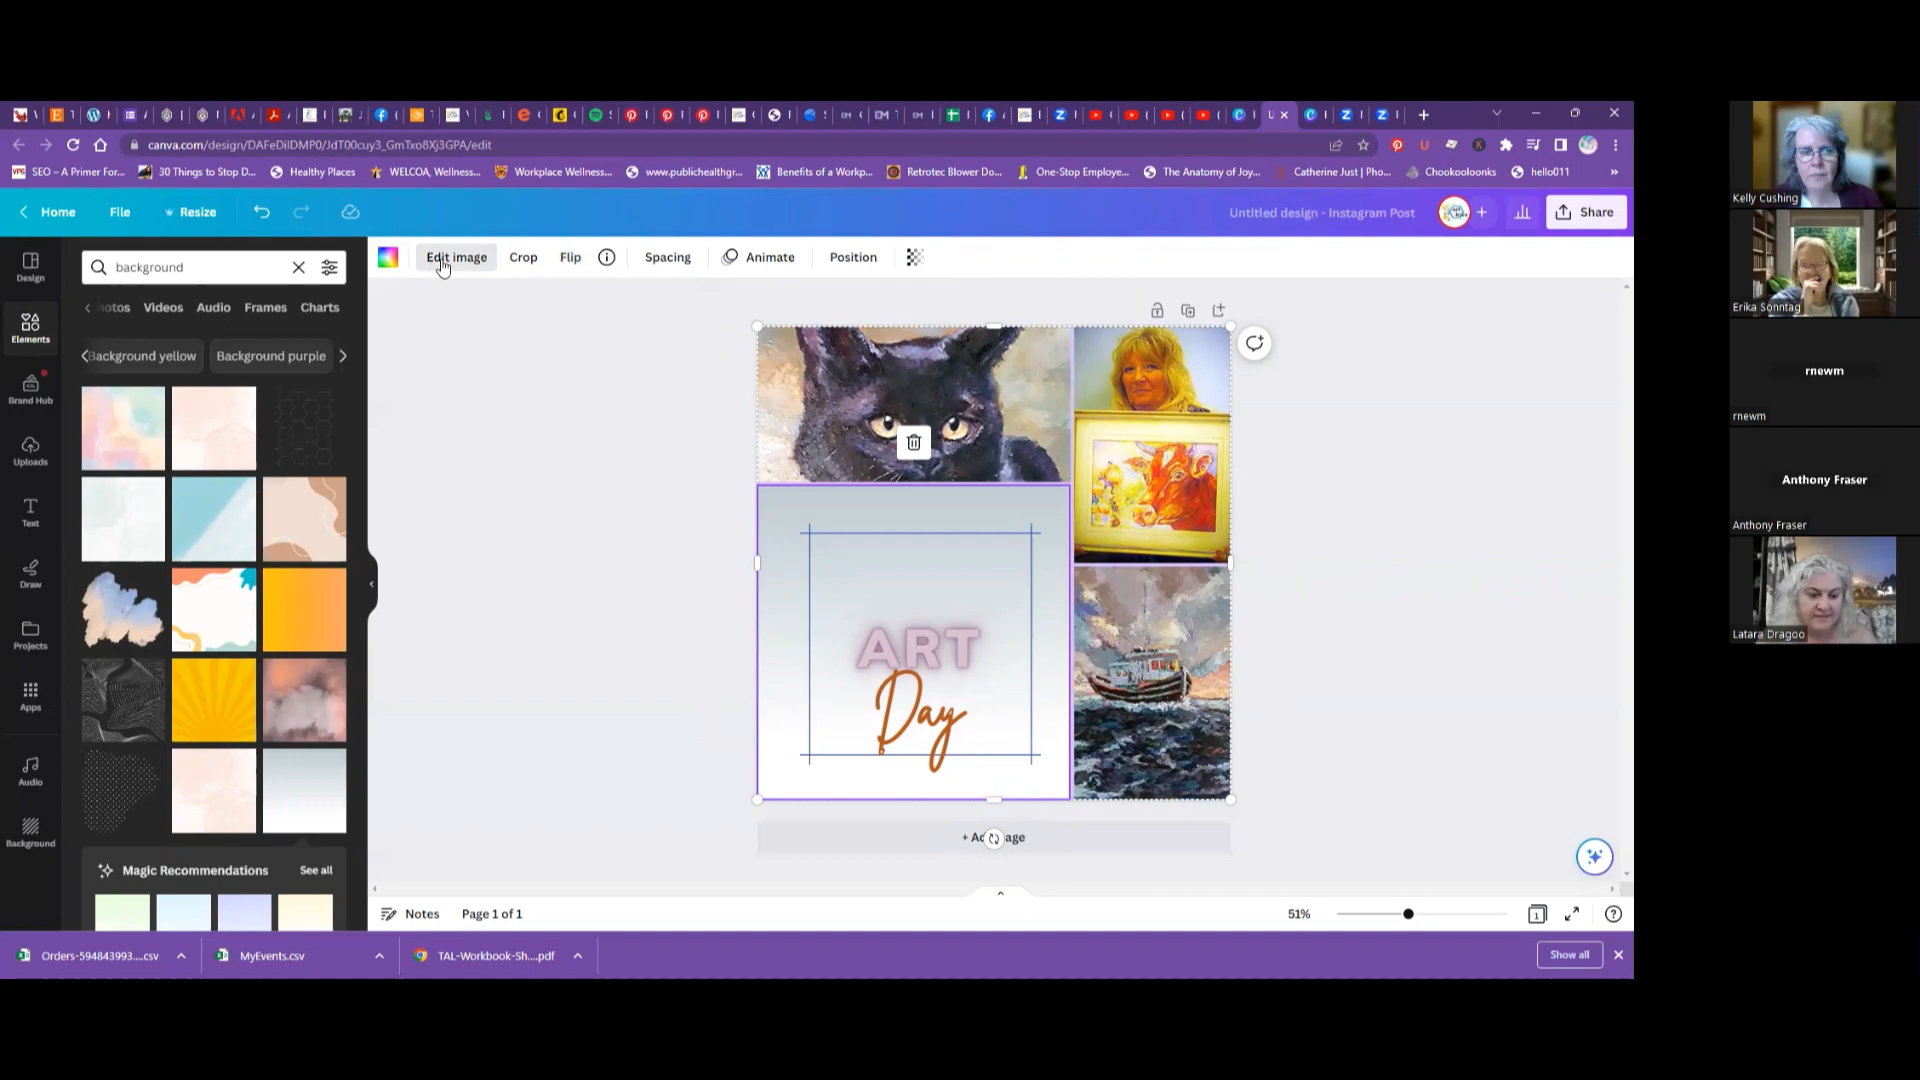 canva.com/design/DAFeDilDMP0/JdT00cuy3_GmTxo8Xj3GPA/edit
SEO – A Primer For... 30 Things to Stop D... Healthy Places WELCOA, Wellness... Workplace Wellness... www.publichealthgr... Benefits of a Workp... Retrotec Blower Do... One-Stop Employe... The Anatomy of Joy... Catherine Just | Pho... Chookooloonks hello011 »
Home File Resize Untitled design - Instagram Post Share
Design
Elements
Brand Hub
Uploads
Text
Draw
Projects
Apps
Audio
Background
background
Videos Audio Frames Charts
Background yellow Background purple
Magic Recommendations See all
Edit image Crop Flip Spacing Animate Position
ART
Day
Notes Page 1 of 1 51% 1
Orders-594843993....csv MyEvents.csv TAL-Workbook-Sh....pdf Show all
Kelly Cushing
Erika Sonntag
rnewm
rnewm
Anthony Fraser
Anthony Fraser
Latara Dragoo